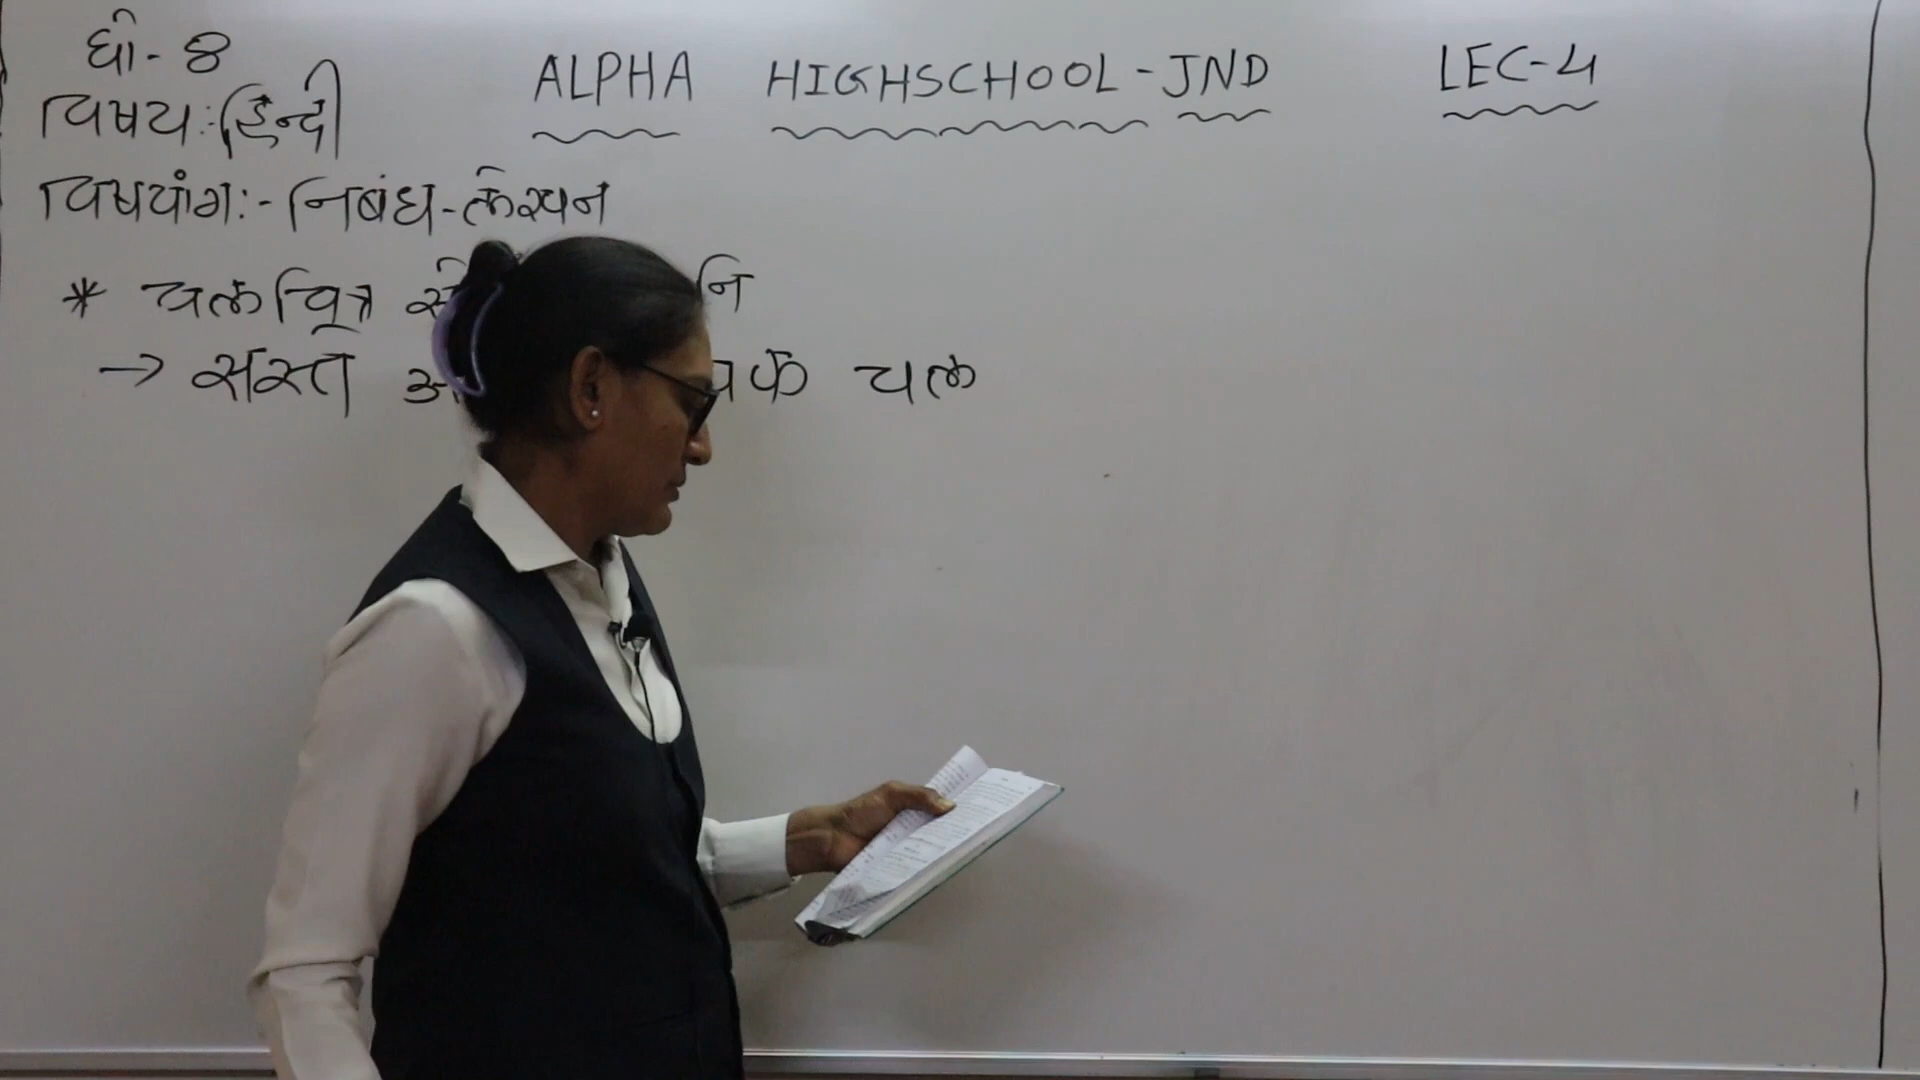 धो-8
ALPHA HIGHSCHOOL-JND
LEC-4
विषय:-हिन्दी
विषयांग:-निबंध-लेखन
* चलचित्र से नि
→ सस्त चल